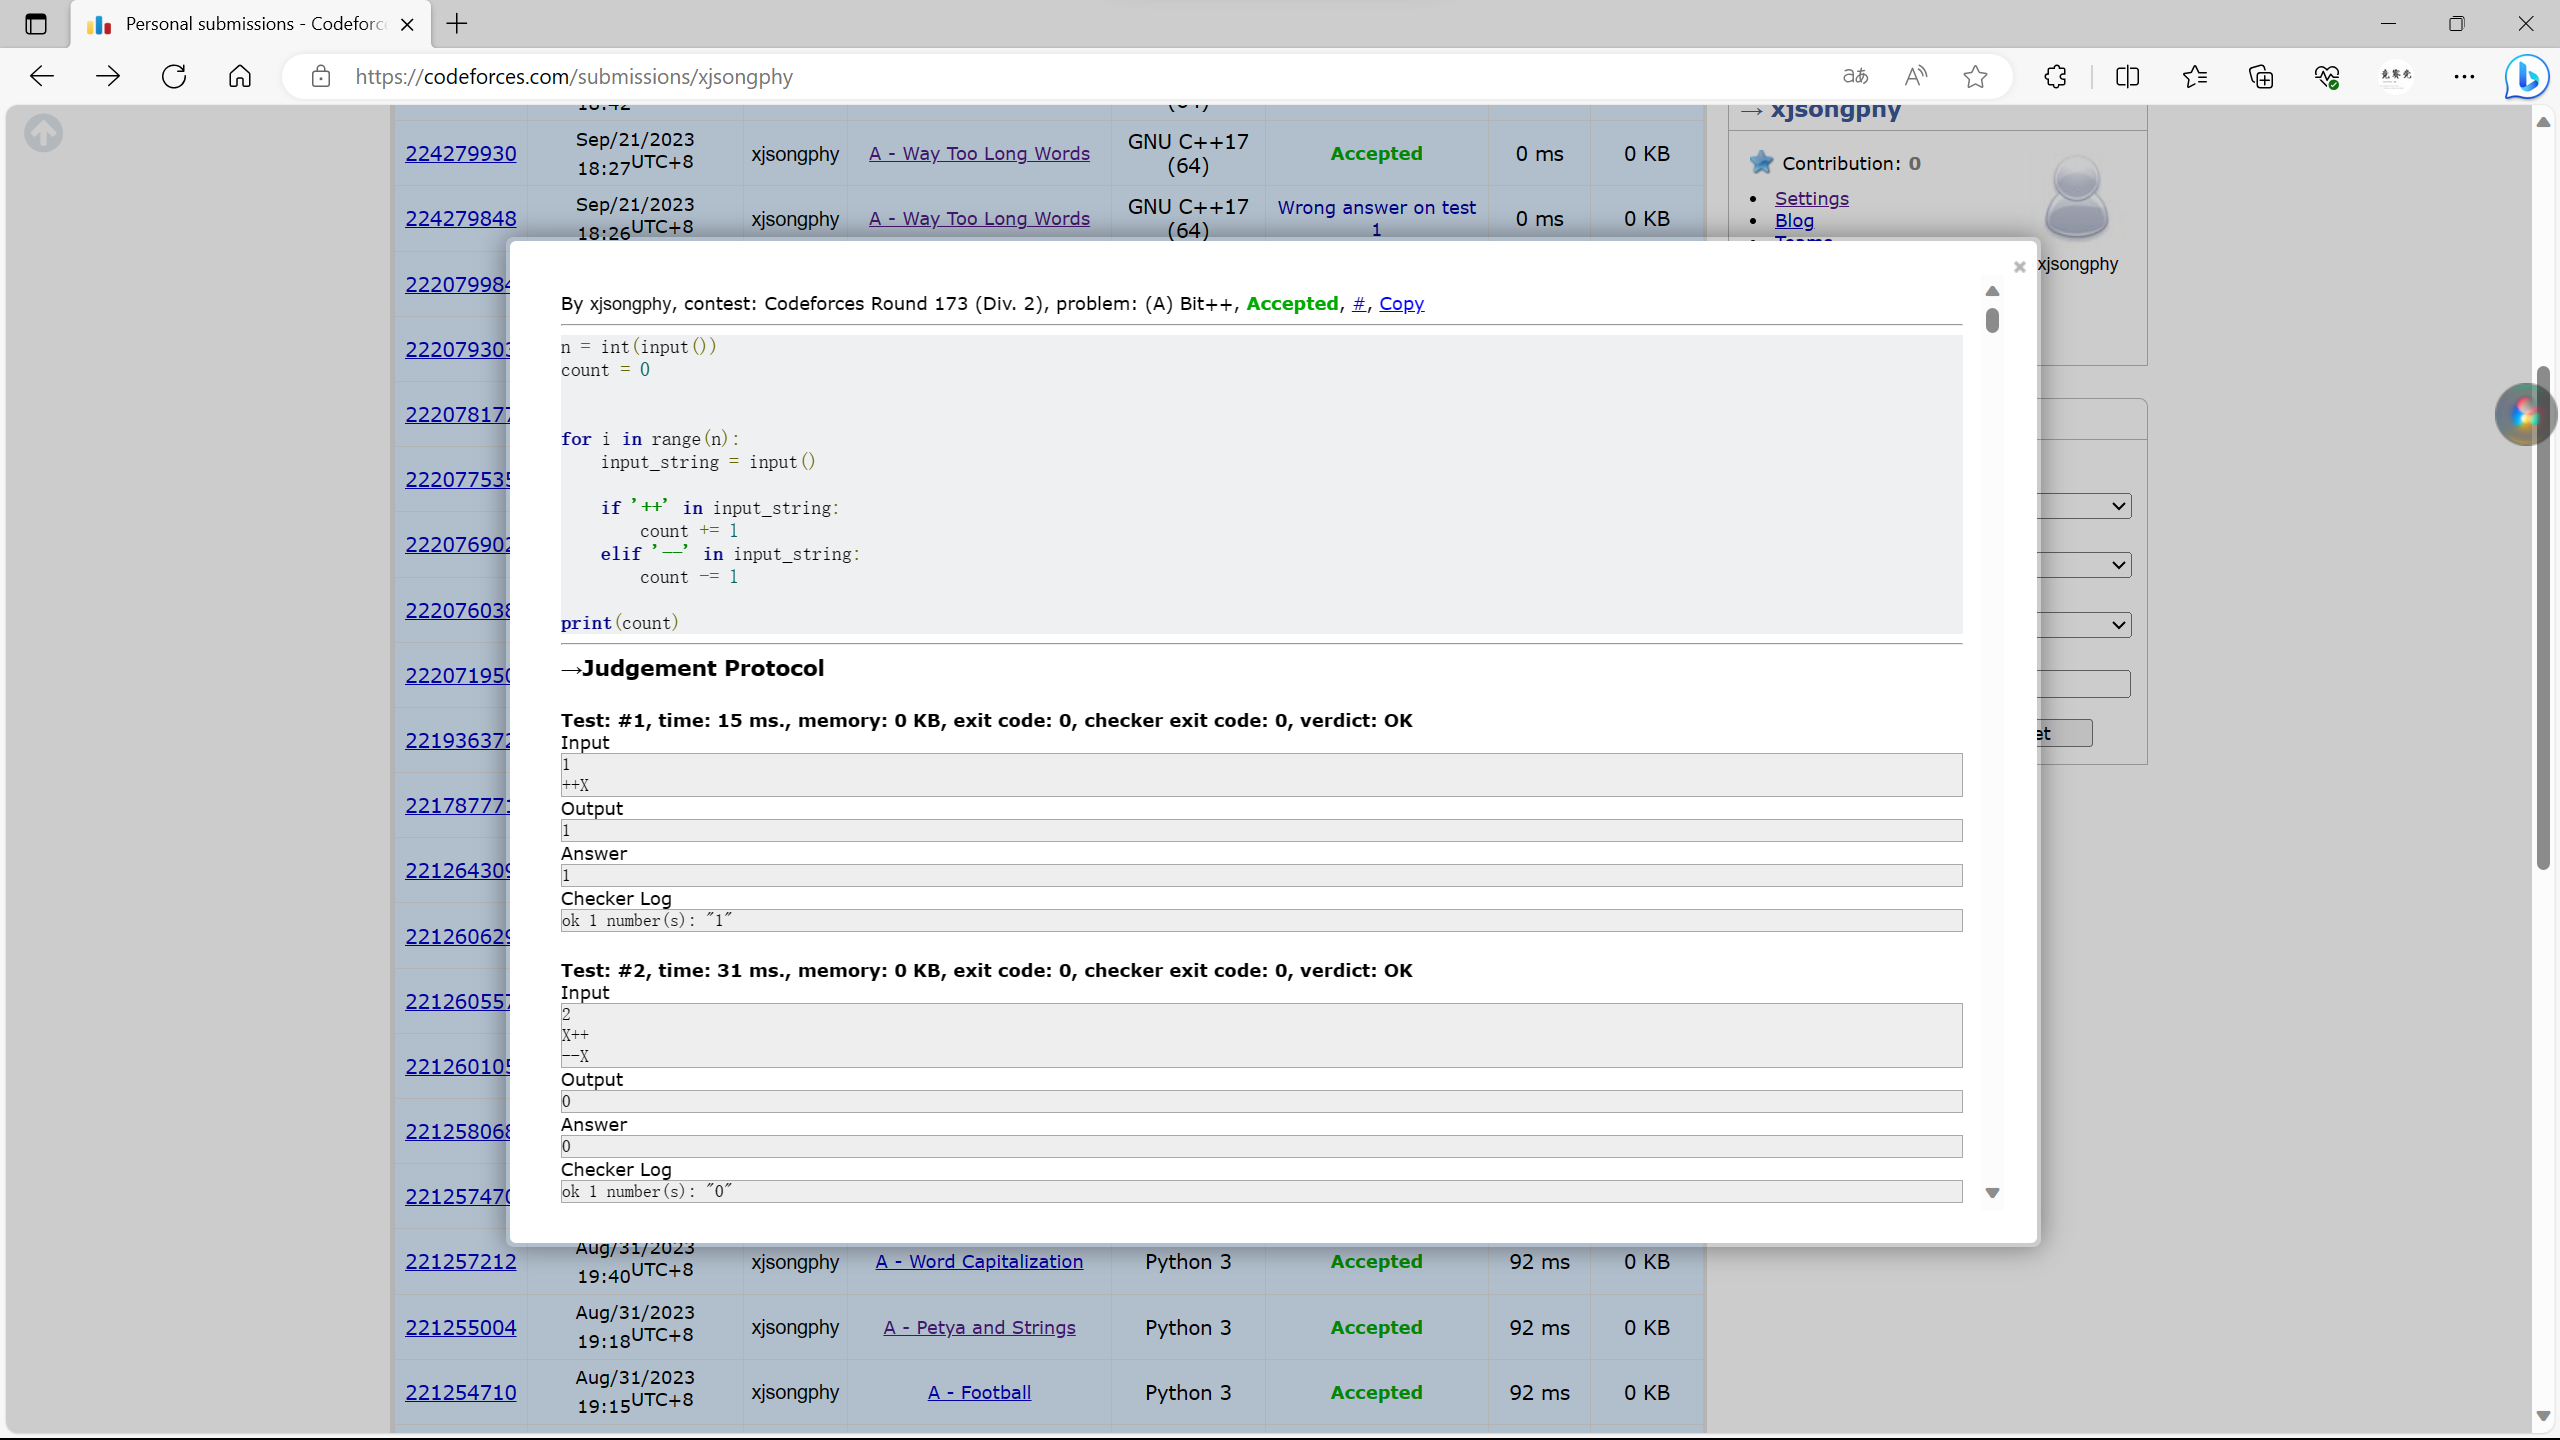 Personal submissions - Codeforc
https://codeforces.com/submissions/xjsongphy
→ xjsongphy
224279930 Sep/21/2023 18:27UTC+8 xjsongphy A - Way Too Long Words GNU C++17 (64) Accepted 0 ms 0 KB
224279848 Sep/21/2023 18:26UTC+8 xjsongphy A - Way Too Long Words GNU C++17 (64) Wrong answer on test 1 0 ms 0 KB
Contribution: 0
Settings
Blog
xjsongphy
22207998
22207930
22207817
22207753
22207690
22207603
22207195
22193637
22178777
22126430
22126062
22126055
22126010
22125806
22125747
By xjsongphy, contest: Codeforces Round 173 (Div. 2), problem: (A) Bit++, Accepted, #, Copy
n = int(input())
count = 0
for i in range(n):
    input_string = input()
    if '++' in input_string:
        count += 1
    elif '--' in input_string:
        count -= 1
print(count)
→Judgement Protocol
Test: #1, time: 15 ms., memory: 0 KB, exit code: 0, checker exit code: 0, verdict: OK
Input
1
++X
Output
1
Answer
1
Checker Log
ok 1 number(s): "1"
Test: #2, time: 31 ms., memory: 0 KB, exit code: 0, checker exit code: 0, verdict: OK
Input
2
X++
--X
Output
0
Answer
0
Checker Log
ok 1 number(s): "0"
et
221257212 Aug/31/2023 19:40UTC+8 xjsongphy A - Word Capitalization Python 3 Accepted 92 ms 0 KB
221255004 Aug/31/2023 19:18UTC+8 xjsongphy A - Petya and Strings Python 3 Accepted 92 ms 0 KB
221254710 Aug/31/2023 19:15UTC+8 xjsongphy A - Football Python 3 Accepted 92 ms 0 KB